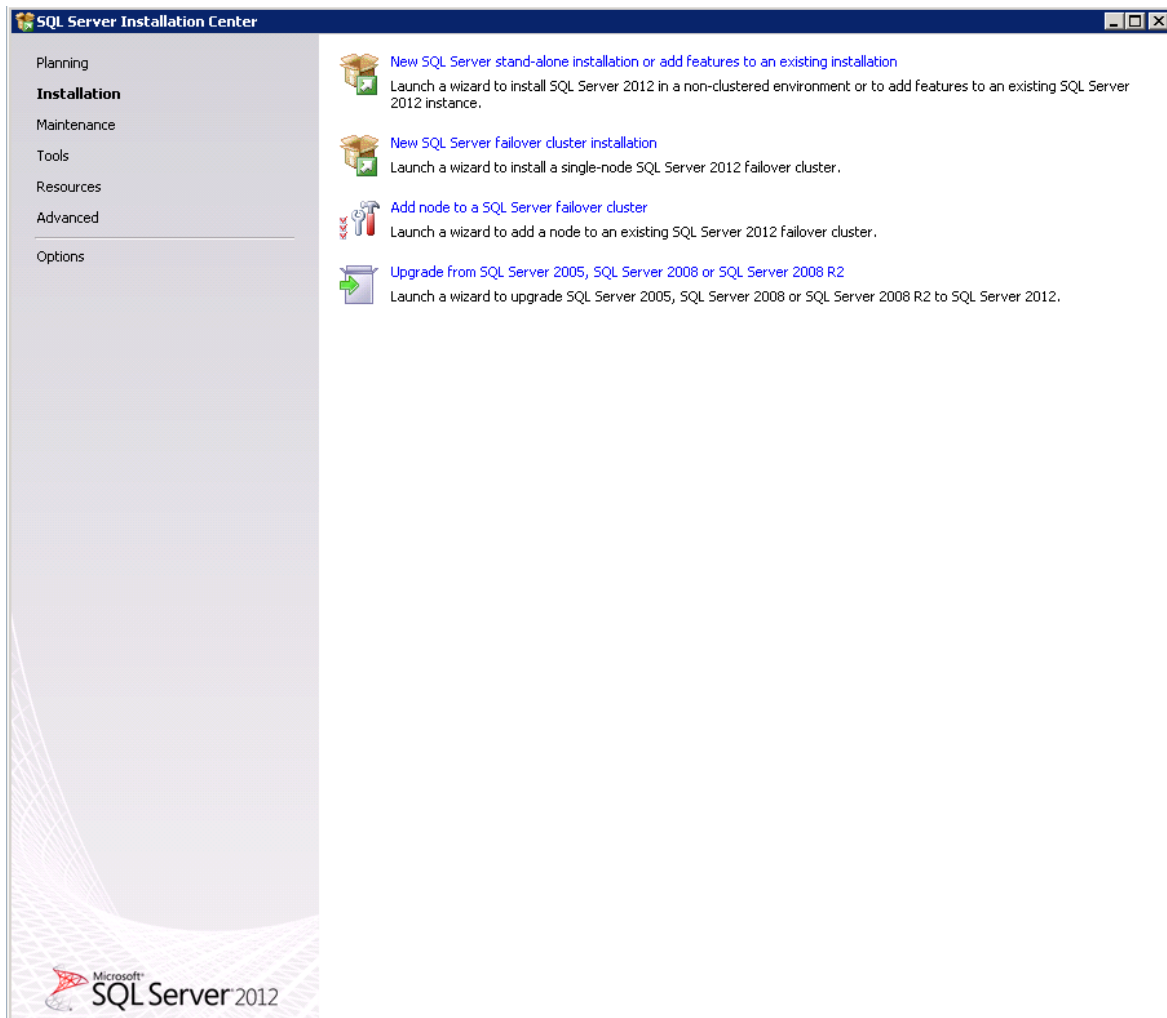 SQL Server Installation Center
Planning
Installation
Maintenance
Tools
Resources
Advanced
Options
New SQL Server stand-alone installation or add features to an existing installation
Launch a wizard to install SQL Server 2012 in a non-clustered environment or to add features to an existing SQL Server
2012 instance.
New SQL Server failover cluster installation
Launch a wizard to install a single-node SQL Server 2012 failover cluster.
Add node to a SQL Server failover cluster
Launch a wizard to add a node to an existing SQL Server 2012 failover cluster.
Upgrade from SQL Server 2005, SQL Server 2008 or SQL Server 2008 R2
Launch a wizard to upgrade SQL Server 2005, SQL Server 2008 or SQL Server 2008 R2 to SQL Server 2012.
Microsoft®
SQL Server 2012